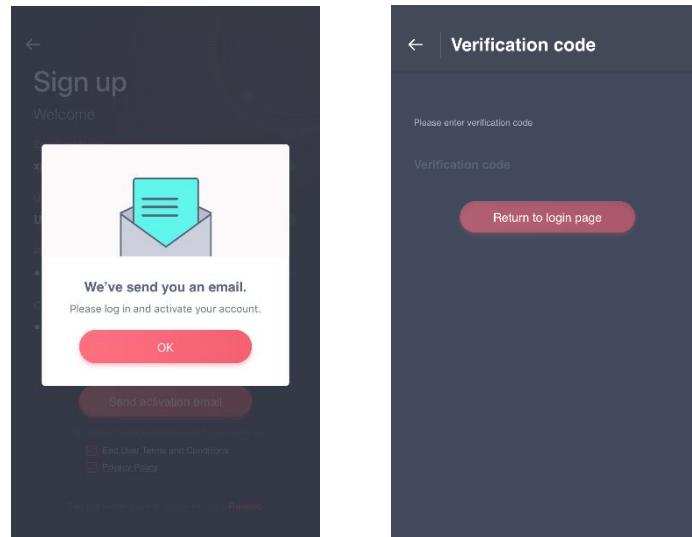 Sign up
Welcome
We've send you an email.
Please log in and activate your account.
OK
Send activation email
End User Terms and Conditions
Privacy Policy
Verification code
Please enter verification code
Verification code
Return to login page